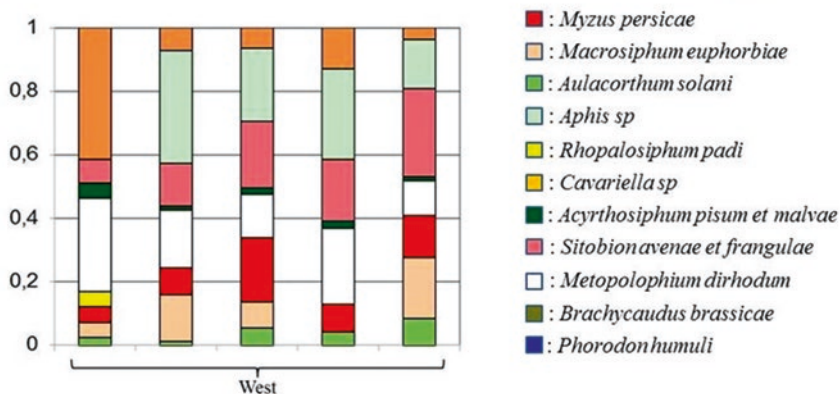 1
0,8
0,6
0,4
0,2
0
West
: Myzus persicae
: Macrosiphum euphorbiae
: Aulacorthum solani
: Aphis sp
: Rhopalosiphum padi
: Cavariella sp
: Acyrthosiphum pisum et malvae
: Sitobion avenae et frangulae
: Metopolophium dirhodum
: Brachycaudus brassicae
: Phorodon humuli